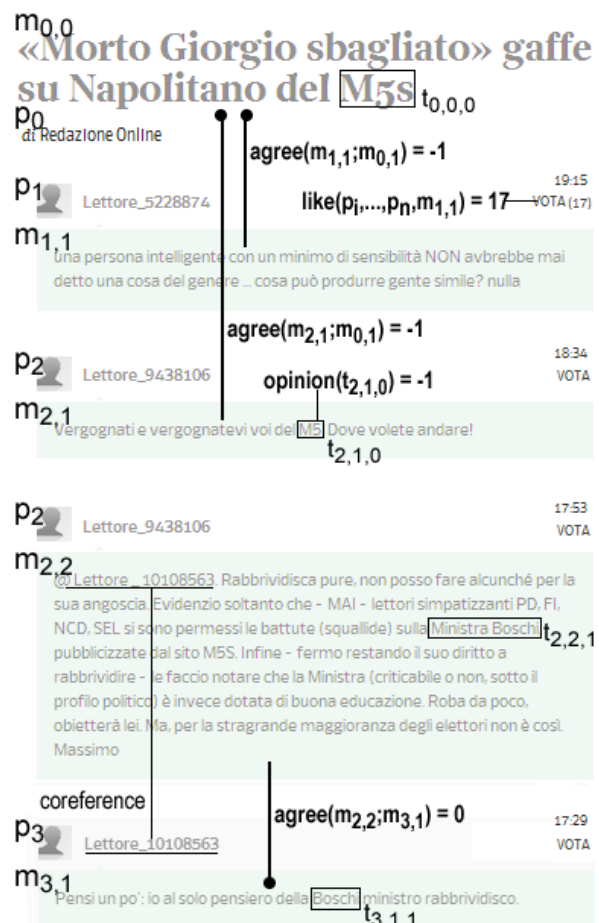 m0,0
«Morto Giorgio sbagliato» gaffe
su Napolitano del M5s t0,0,0
p0
di Redazione Online
agree(m1,1;m0,1) = -1
19:15
p1 Lettore_5228874 like(pi,...,pn,m1,1) = 17 VOTA (17)
m1,1
una persona intelligente con un minimo di sensibilità NON avbrebbe mai
detto una cosa del genere ... cosa può produrre gente simile? nulla
agree(m2,1;m0,1) = -1
18:34
p2 Lettore_9438106 opinion(t2,1,0) = -1 VOTA
m2,1
Vergognati e vergognatevi voi del M5. Dove volete andare!
t2,1,0
17:53
p2 Lettore_9438106 VOTA
m2,2
@ Lettore _ 10108563. Rabbrividisca pure, non posso fare alcunché per la
sua angoscia. Evidenzio soltanto che - MAI - lettori simpatizzanti PD, FI,
NCD, SEL si sono permessi le battute (squallide) sulla Ministra Boschi t2,2,1
pubblicizzate dal sito M5S. Infine - fermo restando il suo diritto a
rabbrividire - le faccio notare che la Ministra (criticabile o non, sotto il
profilo politico) è invece dotata di buona educazione. Roba da poco,
obietterà lei. Ma, per la stragrande maggioranza degli elettori non è così.
Massimo
coreference
agree(m2,2;m3,1) = 0 17:29
p3 Lettore_10108563 VOTA
m3,1
Pensi un po': io al solo pensiero della Boschi ministro rabbrividisco.
t3,1,1